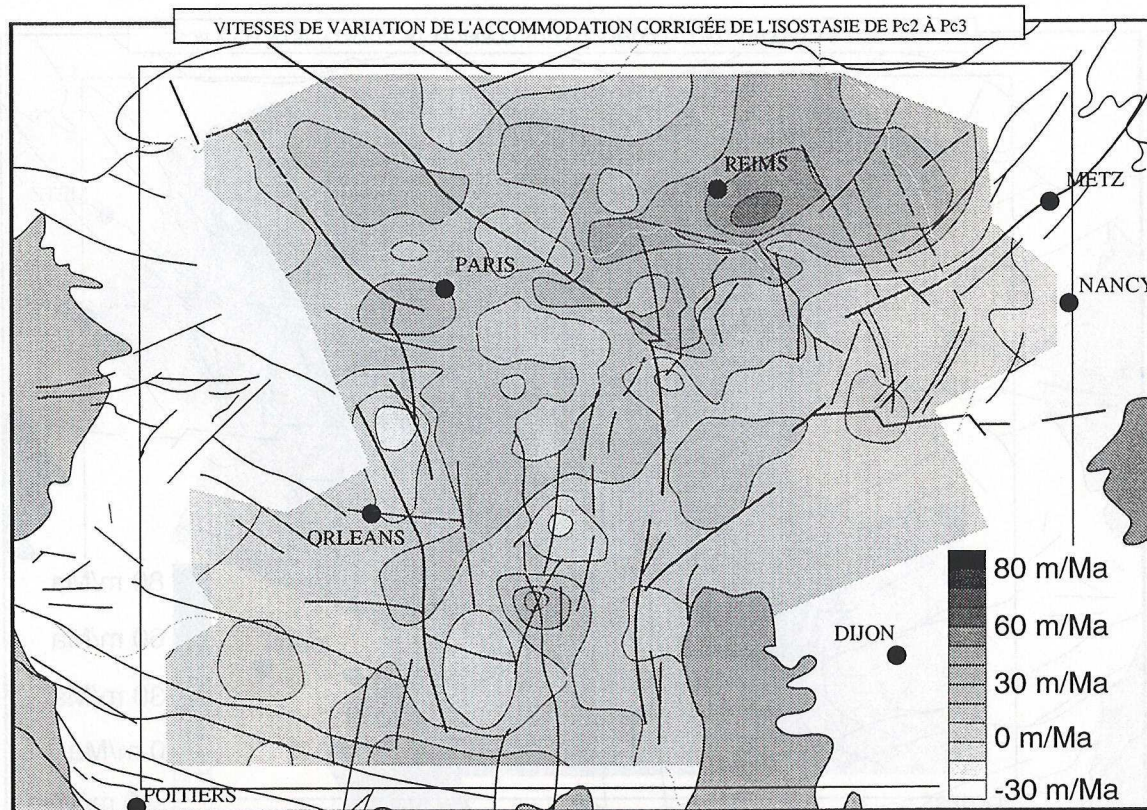 VITESSES DE VARIATION DE L'ACCOMMODATION CORRIGÉE DE L'ISOSTASIE DE Pc2 À Pc3
REIMS
METZ
PARIS
NANCY
ORLEANS
DIJON
POITIERS
80 m/Ma
60 m/Ma
30 m/Ma
0 m/Ma
-30 m/Ma